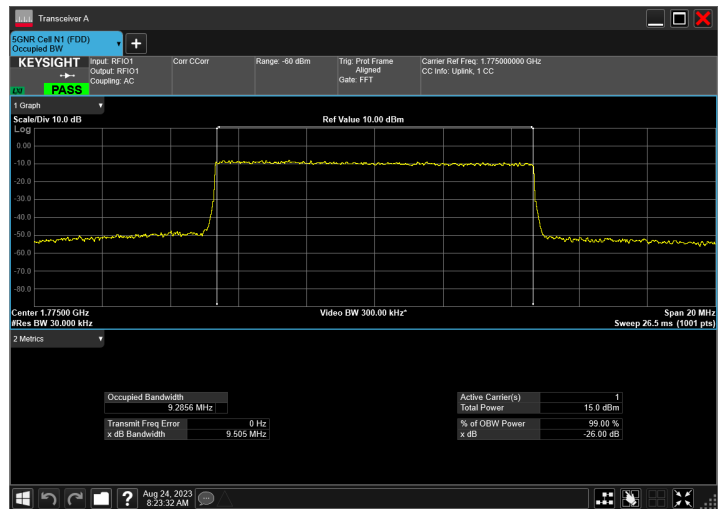 Transceiver A
5GNR Cell N1 (FDD)
Occupied BW
KEYSIGHT
LXI
PASS
Input: RFIO1
Output: RFIO1
Coupling: AC
Corr CCorr
Range: -60 dBm
Trig: Prot Frame
Aligned
Gate: FFT
Carrier Ref Freq: 1.775000000 GHz
CC Info: Uplink, 1 CC
1 Graph
Scale/Div 10.0 dB
Ref Value 10.00 dBm
Log
0.00
-10.0
-20.0
-30.0
-40.0
-50.0
-60.0
-70.0
-80.0
Center 1.77500 GHz
Video BW 300.00 kHz*
Span 20 MHz
#Res BW 30.000 kHz
Sweep 26.5 ms (1001 pts)
2 Metrics
Occupied Bandwidth
9.2856 MHz
Transmit Freq Error 0 Hz
x dB Bandwidth 9.505 MHz
Active Carrier(s) 1
Total Power 15.0 dBm
% of OBW Power 99.00 %
x dB -26.00 dB
?
Aug 24, 2023
8:23:32 AM